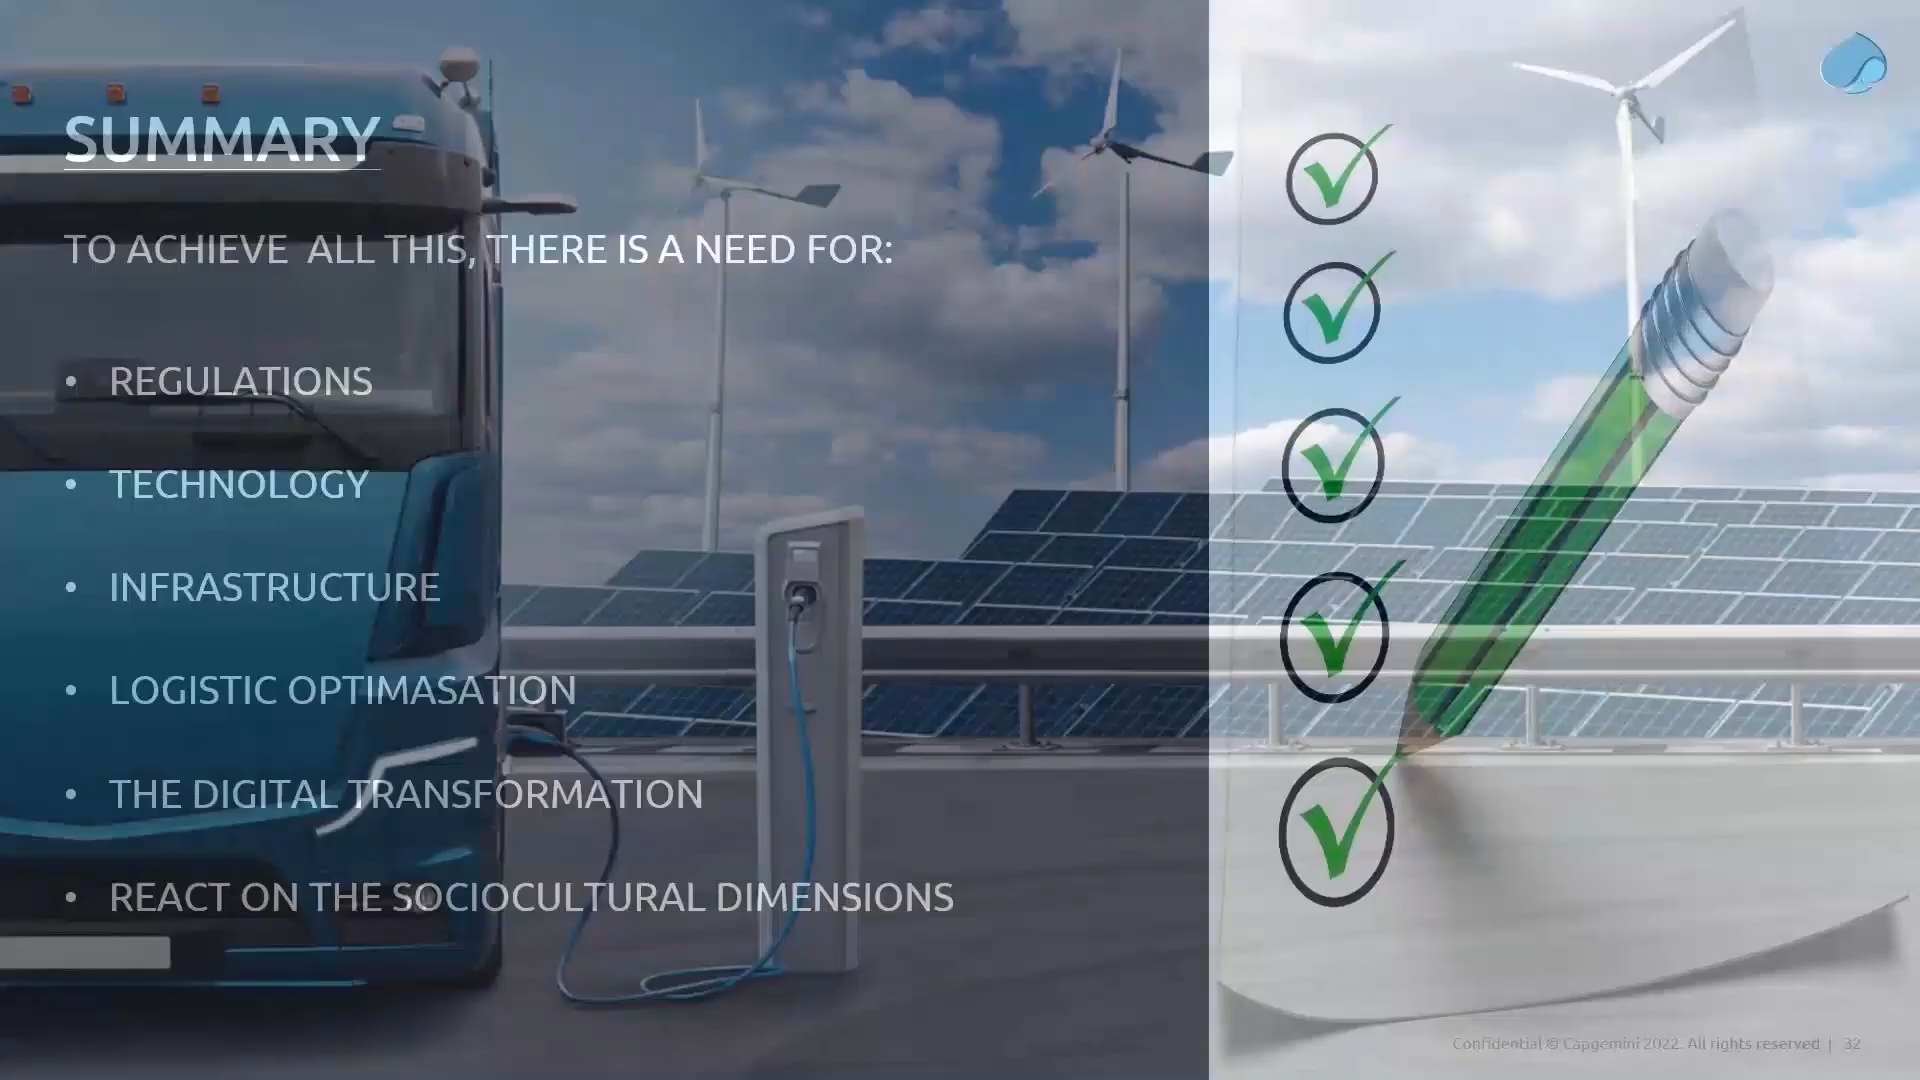 SUMMARY
TO ACHIEVE ALL THIS, THERE IS A NEED FOR:
• REGULATIONS
• TECHNOLOGY
• INFRASTRUCTURE
• LOGISTIC OPTIMASATION
• THE DIGITAL TRANSFORMATION
• REACT ON THE SOCIOCULTURAL DIMENSIONS
Confidential © Capgemini 2022. All rights reserved | 32